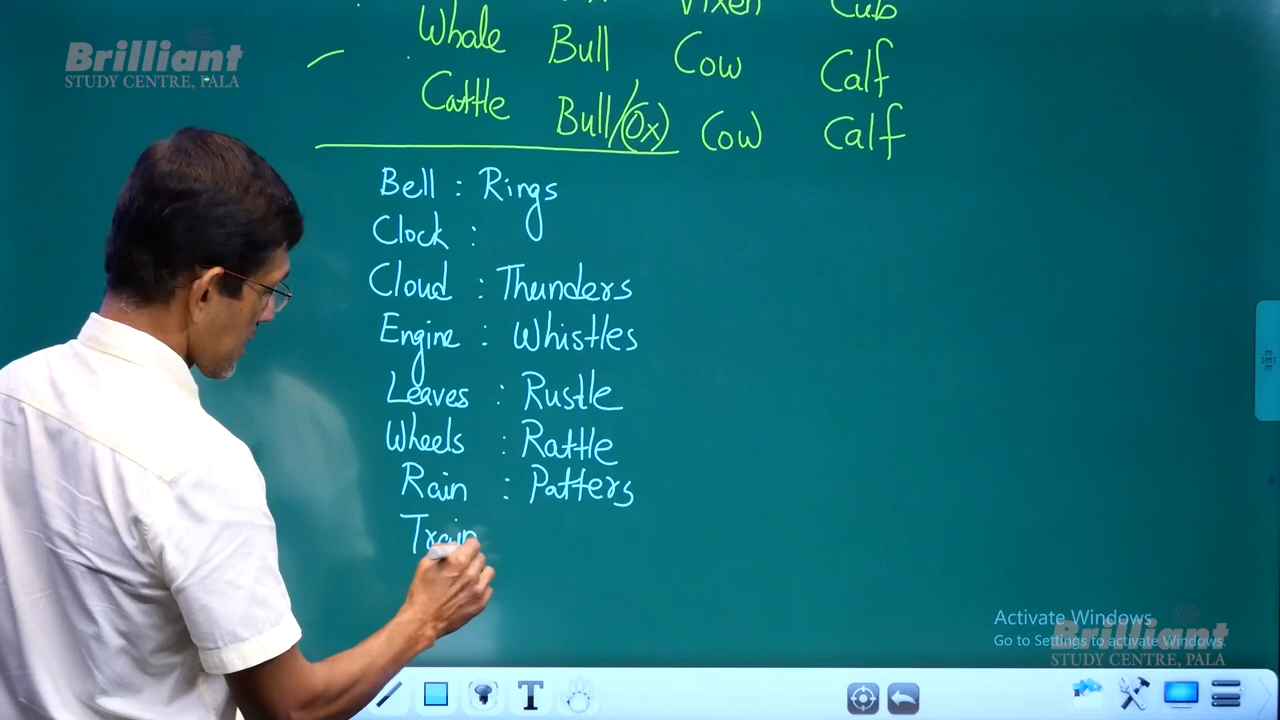 Vixen Cub
Whale Bull Cow Calf
Cattle Bull/Ox Cow Calf
Bell : Rings
Clock :
Cloud : Thunders
Engine : Whistles
Leaves : Rustle
Wheels : Rattle
Rain : Patters
Train
Brilliant
STUDY CENTRE, PALA
Activate Windows
Go to Settings to activate Windows.
Brilliant
STUDY CENTRE, PALA
T